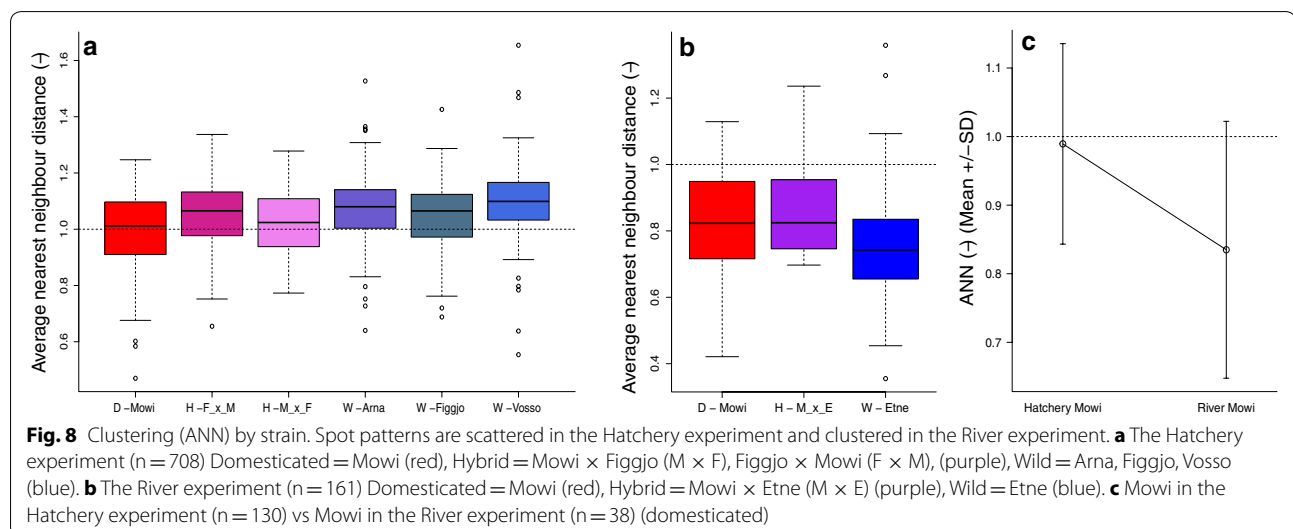 a
Average nearest neighbour distance (-)
1.6
1.4
1.2
1.0
0.8
0.6
D -Mowi
H -F_x_M
H -M_x_F
W -Arna
W -Figgjo
W -Vosso
b
Average nearest neighbour distance (-)
1.2
1.0
0.8
0.6
0.4
D - Mowi
H - M_x_E
W - Etne
c
ANN (-) (Mean +/-SD)
1.1
1.0
0.9
0.8
0.7
Hatchery Mowi
River Mowi
Fig. 8 Clustering (ANN) by strain. Spot patterns are scattered in the Hatchery experiment and clustered in the River experiment. a The Hatchery
experiment (n = 708) Domesticated = Mowi (red), Hybrid = Mowi × Figgjo (M × F), Figgjo × Mowi (F × M), (purple), Wild = Arna, Figgjo, Vosso
(blue). b The River experiment (n = 161) Domesticated = Mowi (red), Hybrid = Mowi × Etne (M × E) (purple), Wild = Etne (blue). c Mowi in the
Hatchery experiment (n = 130) vs Mowi in the River experiment (n = 38) (domesticated)